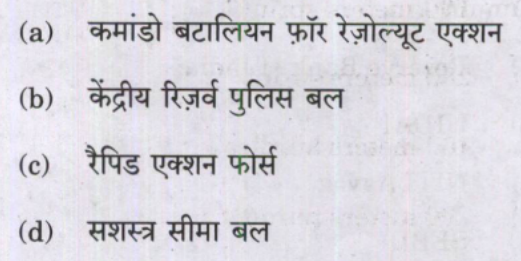 (a) कमांडो बटालियन फ़ॉर रेज़ोल्यूट एक्शन
(b) केंद्रीय रिज़र्व पुलिस बल
(c) रैपिड एक्शन फोर्स
(d) सशस्त्र सीमा बल